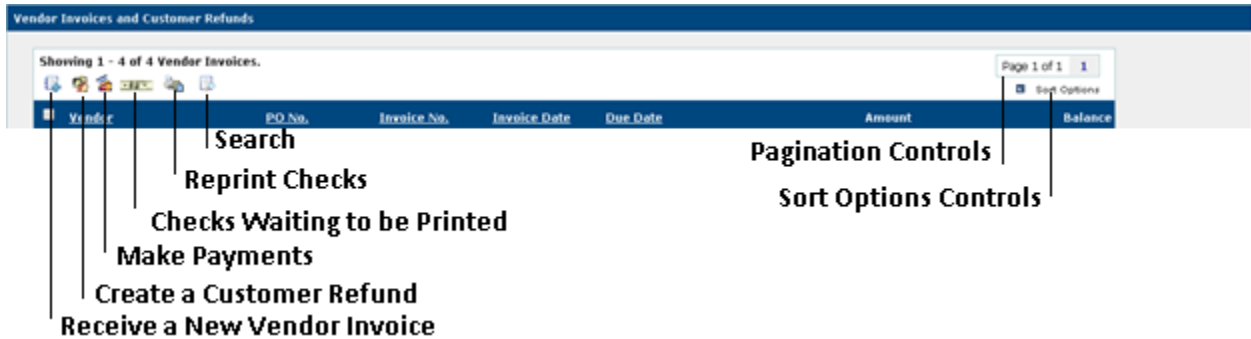 Vendor Invoices and Customer Refunds
Showing 1 - 4 of 4 Vendor Invoices.
Page 1 of 1 1
Sort Options
Vendor PO No. Invoice No. Invoice Date Due Date Amount Balance
Search
Pagination Controls
Reprint Checks
Sort Options Controls
Checks Waiting to be Printed
Make Payments
Create a Customer Refund
Receive a New Vendor Invoice